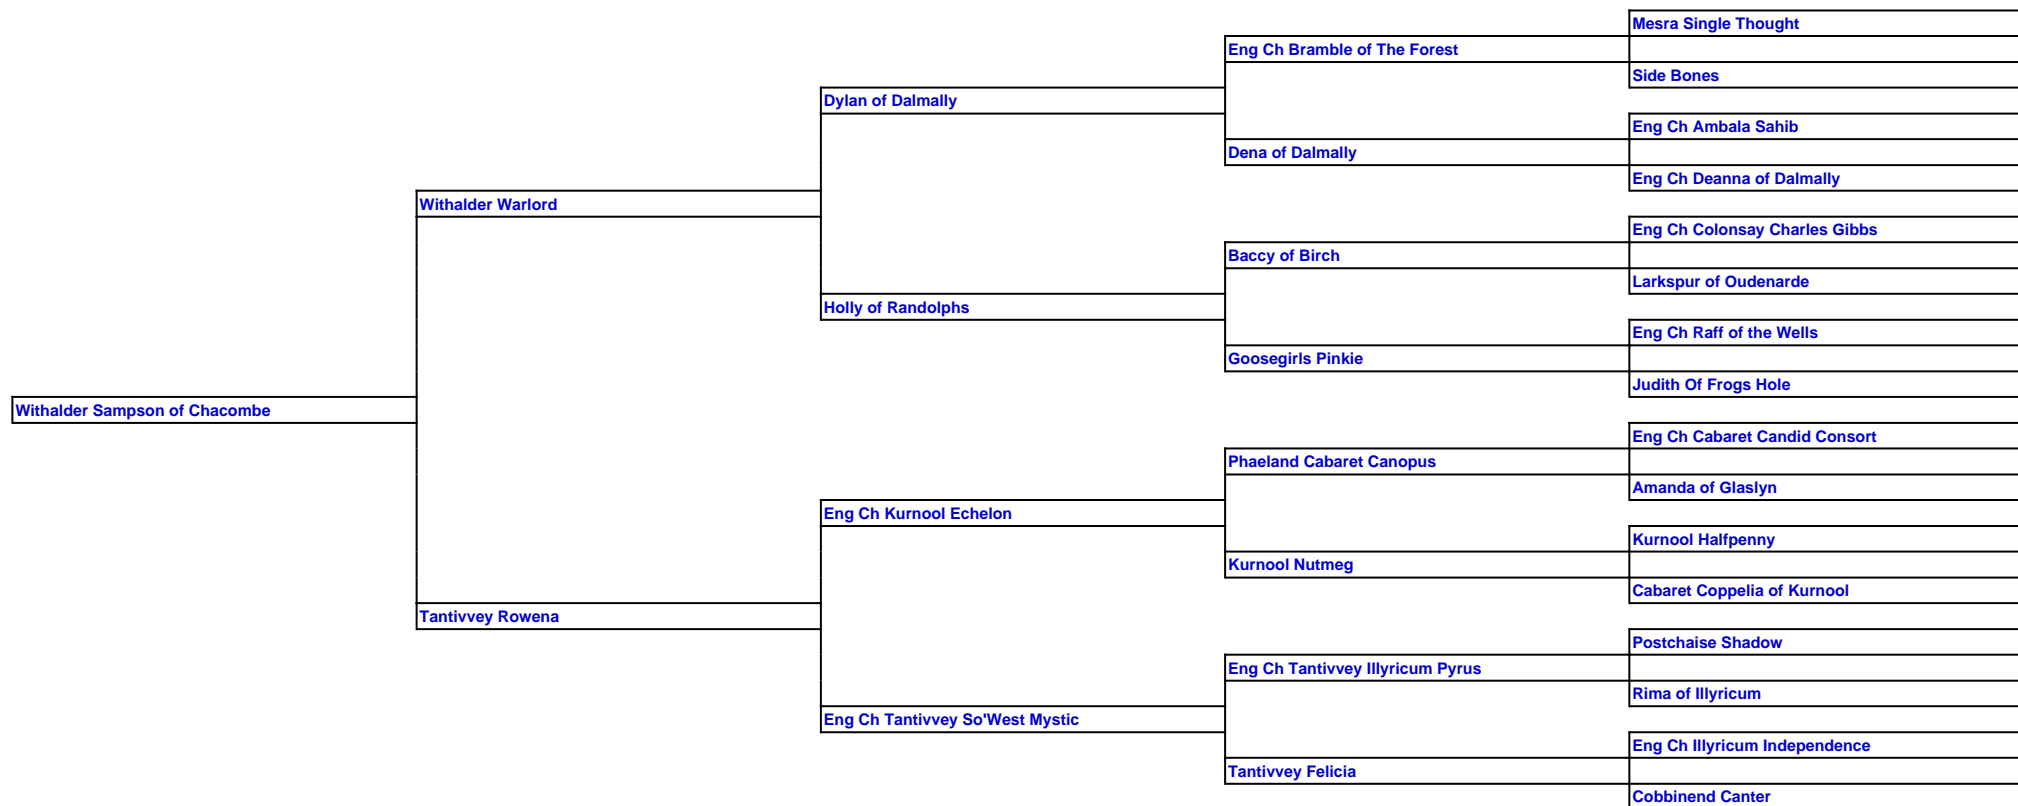 Mesra Single Thought
Eng Ch Bramble of The Forest
Side Bones
Dylan of Dalmally
Eng Ch Ambala Sahib
Dena of Dalmally
Eng Ch Deanna of Dalmally
Withalder Warlord
Eng Ch Colonsay Charles Gibbs
Baccy of Birch
Larkspur of Oudenarde
Holly of Randolphs
Eng Ch Raff of the Wells
Goosegirls Pinkie
Judith Of Frogs Hole
Withalder Sampson of Chacombe
Eng Ch Cabaret Candid Consort
Phaeland Cabaret Canopus
Amanda of Glaslyn
Eng Ch Kurnool Echelon
Kurnool Halfpenny
Kurnool Nutmeg
Cabaret Coppelia of Kurnool
Tantivvey Rowena
Postchaise Shadow
Eng Ch Tantivvey Illyricum Pyrus
Rima of Illyricum
Eng Ch Tantivvey So'West Mystic
Eng Ch Illyricum Independence
Tantivvey Felicia
Cobbinend Canter